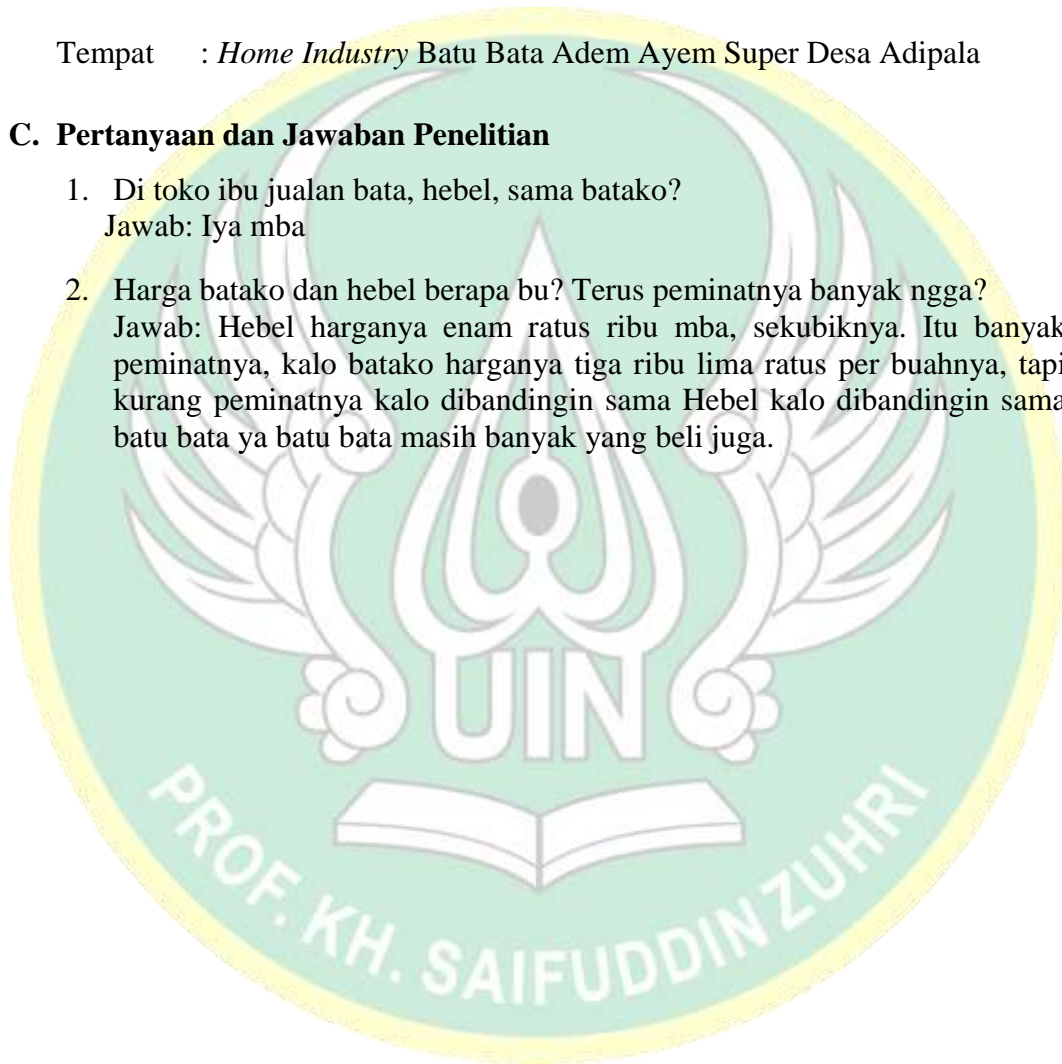 Tempat : Home Industry Batu Bata Adem Ayem Super Desa Adipala
C. Pertanyaan dan Jawaban Penelitian
1. Di toko ibu jualan bata, hebel, sama batako?
Jawab: Iya mba
2. Harga batako dan hebel berapa bu? Terus peminatnya banyak ngga?
Jawab: Hebel harganya enam ratus ribu mba, sekubiknya. Itu banyak
peminatnya, kalo batako harganya tiga ribu lima ratus per buahnya, tapi
kurang peminatnya kalo dibandingin sama Hebel kalo dibandingin sama
batu bata ya batu bata masih banyak yang beli juga.
UIN
PROF. KH. SAIFUDDIN ZUHRI